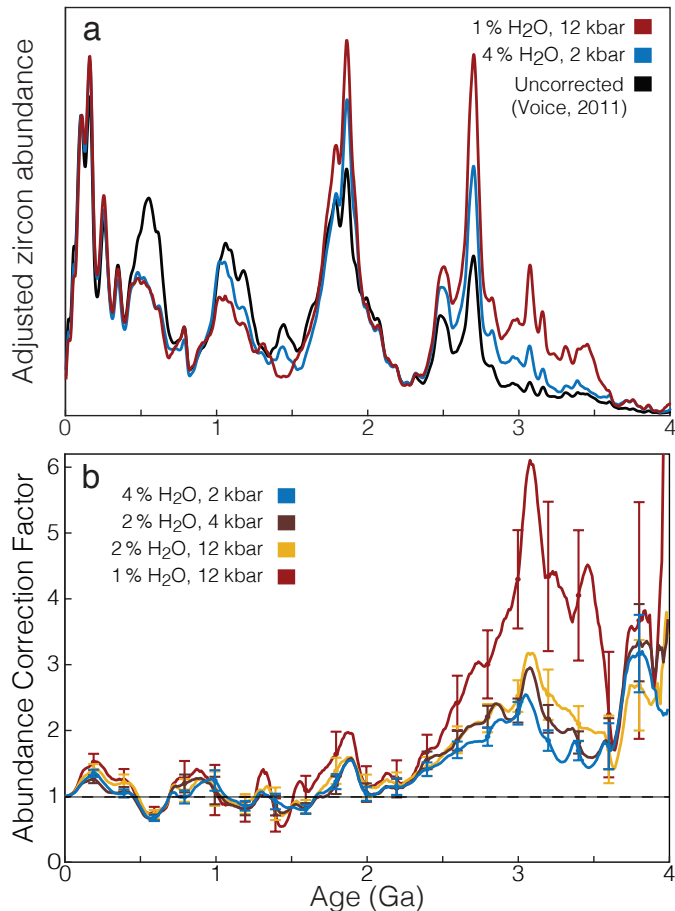 a
1% H2O, 12 kbar
4% H2O, 2 kbar
Uncorrected
(Voice, 2011)
Adjusted zircon abundance
0 1 2 3 4
b
4% H2O, 2 kbar
2% H2O, 4 kbar
2% H2O, 12 kbar
1% H2O, 12 kbar
Abundance Correction Factor
6
5
4
3
2
1
0
0 1 2 3 4
Age (Ga)